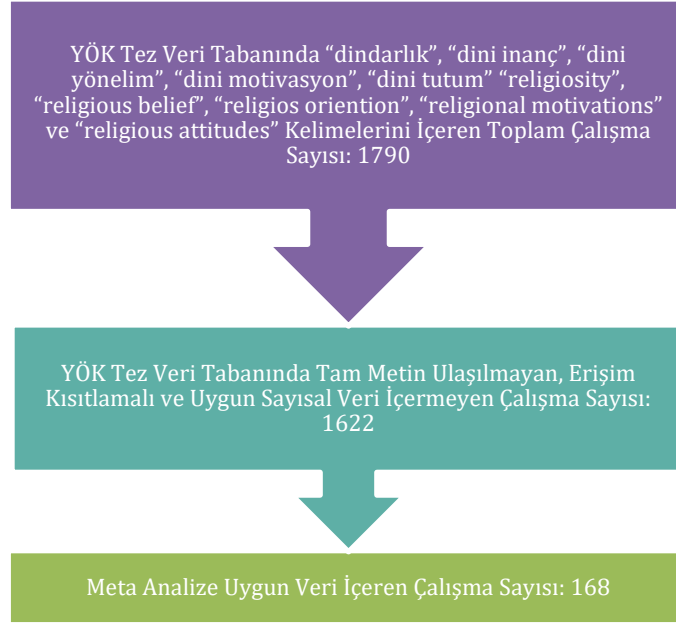 YÖK Tez Veri Tabanında “dindarlık”, “dini inanç”, “dini
yönelim”, “dini motivasyon”, “dini tutum” “religiosity”,
“religious belief”, “religios oriention”, “religional motivations”
ve “religious attitudes” Kelimelerini İçeren Toplam Çalışma
Sayısı: 1790
YÖK Tez Veri Tabanında Tam Metin Ulaşılmayan, Erişim
Kısıtlamalı ve Uygun Sayısal Veri İçermeyen Çalışma Sayısı:
1622
Meta Analize Uygun Veri İçeren Çalışma Sayısı: 168